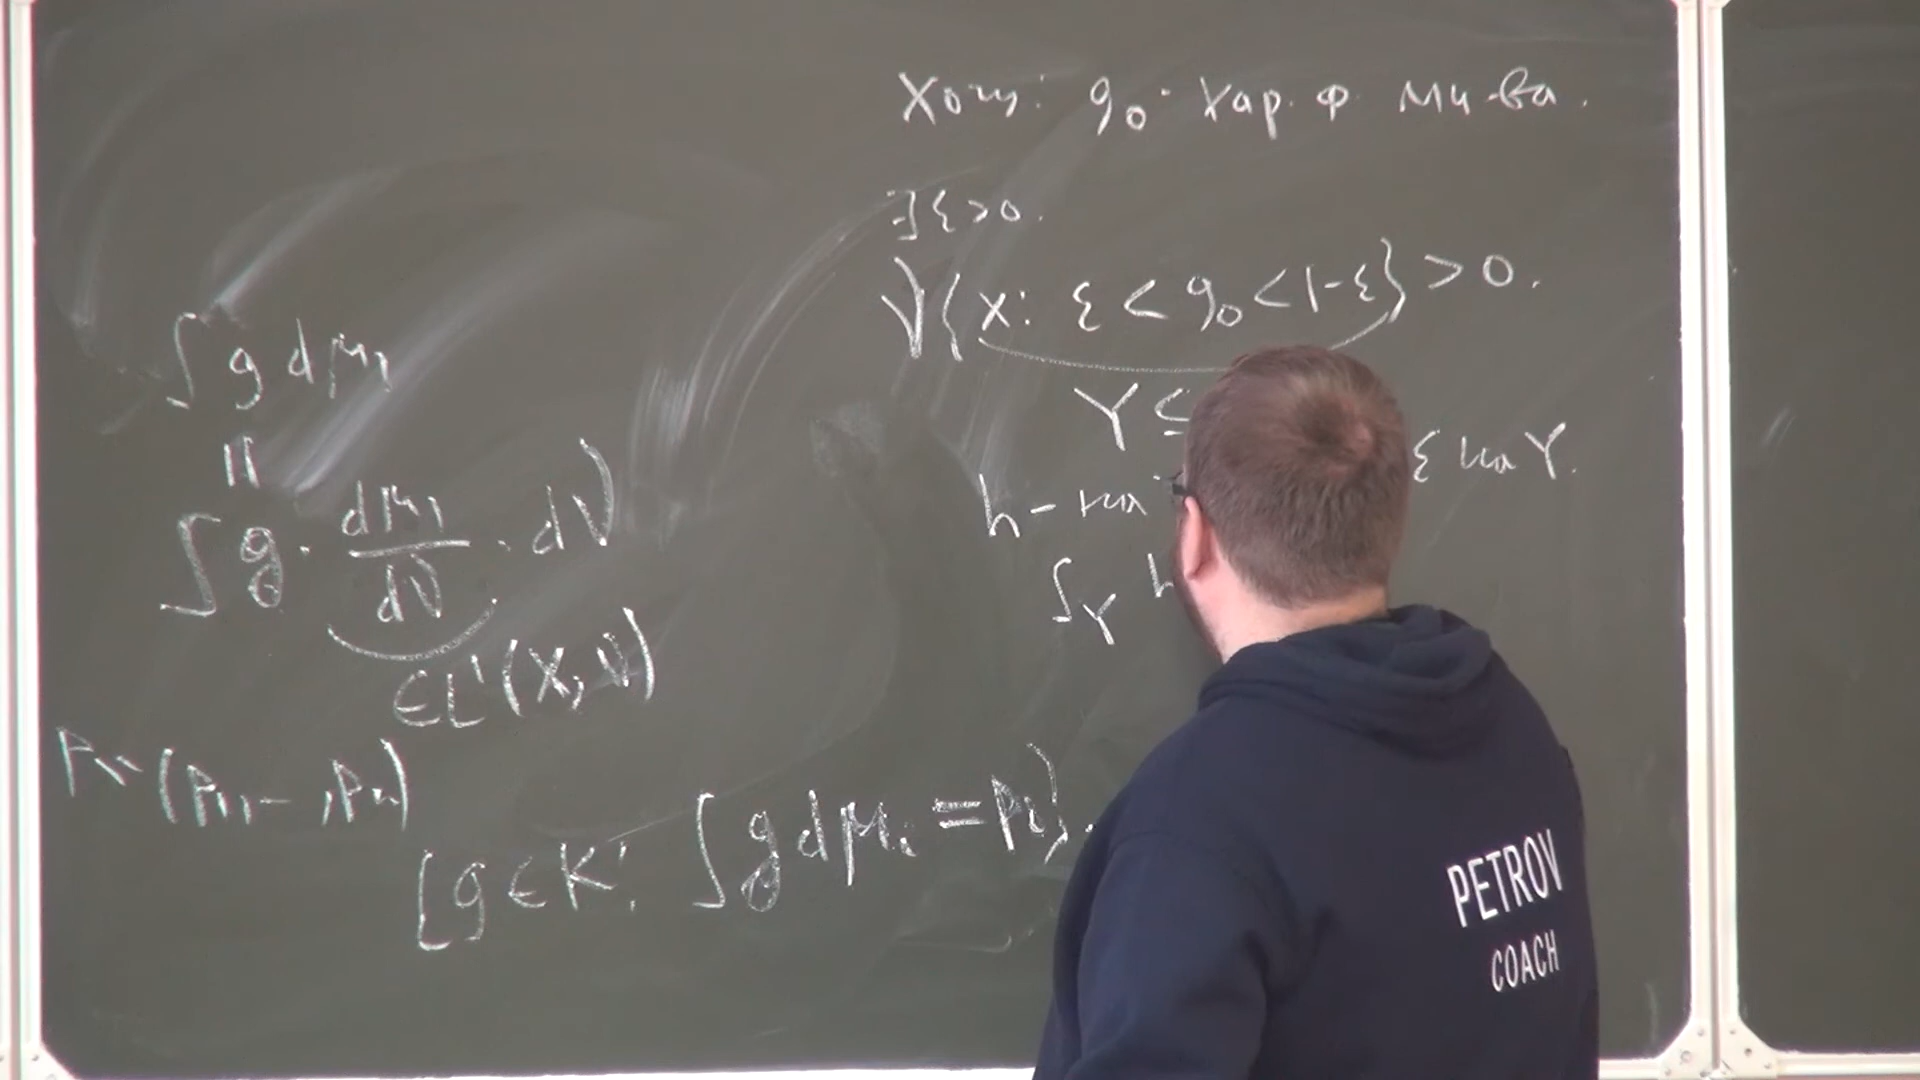 ∫ g dμ₁
||
∫ g · dμ₁/dν · dν
∈ L¹(X, ν)
(p₁, –, pₙ)
{g ∈ K: ∫ g dμᵢ = pᵢ}.
Хочу: g₀ – хар. ф. мн-ва.
∃ ε > 0.
ν{x: ε < g₀ < 1-ε} > 0.
Y ⊆
h – на
ε на Y.
∫_Y h
PETROV
COACH